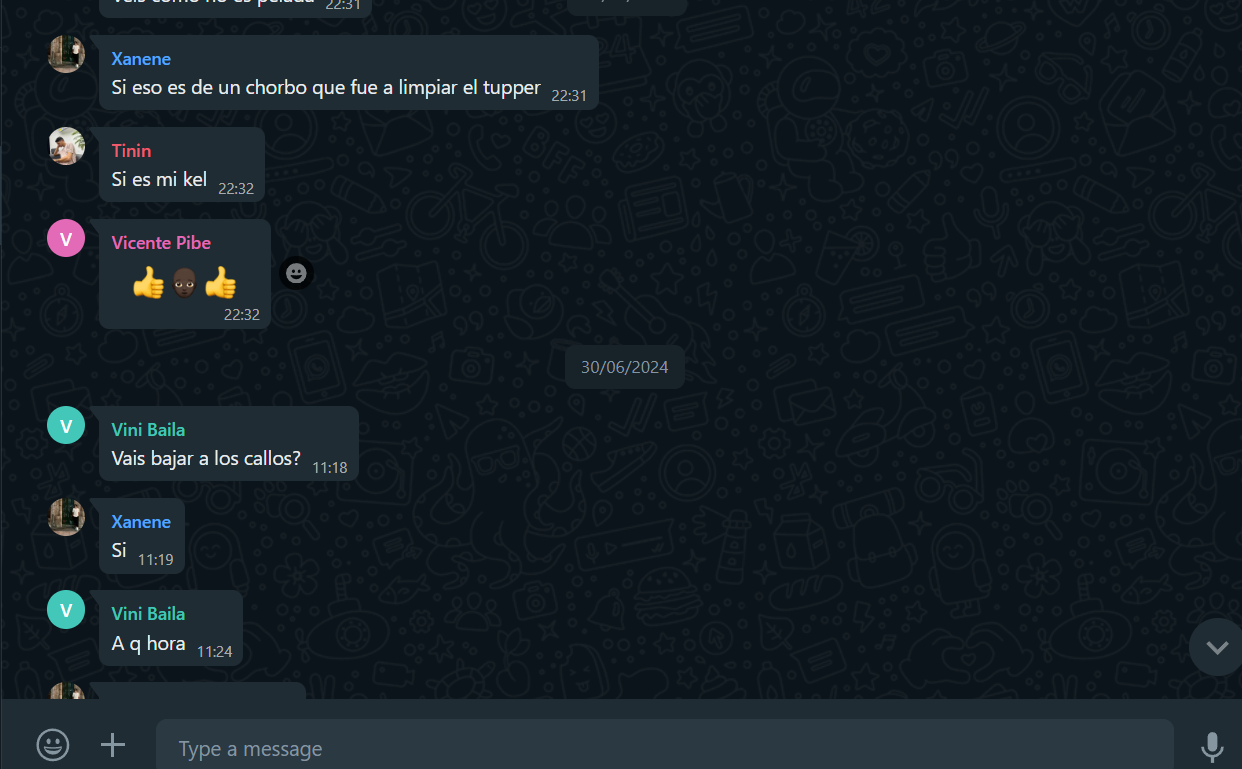 22:31
Xanene
Si eso es de un chorbo que fue a limpiar el tupper 22:31
Tinin
Si es mi kel 22:32
V
Vicente Pibe
👍👨🏿‍🦲👍
22:32
30/06/2024
V
Vini Baila
Vais bajar a los callos? 11:18
Xanene
Si 11:19
V
Vini Baila
A q hora 11:24
Type a message